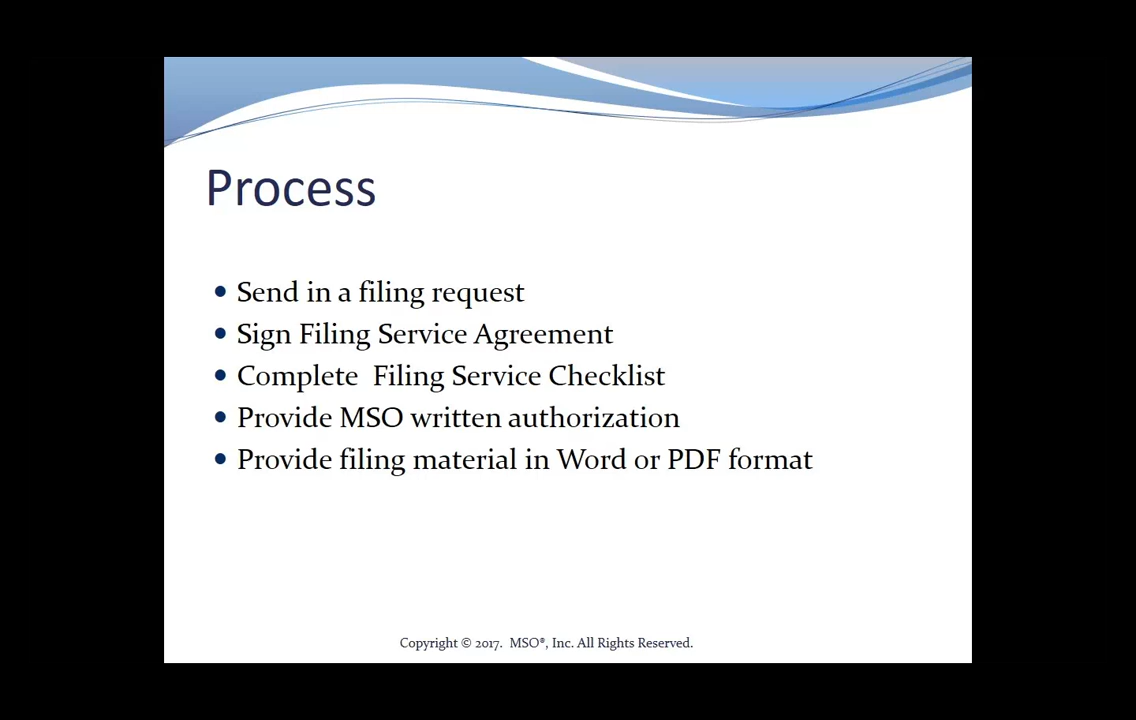 Process
• Send in a filing request
• Sign Filing Service Agreement
• Complete  Filing Service Checklist
• Provide MSO written authorization
• Provide filing material in Word or PDF format
Copyright © 2017.  MSO®, Inc. All Rights Reserved.